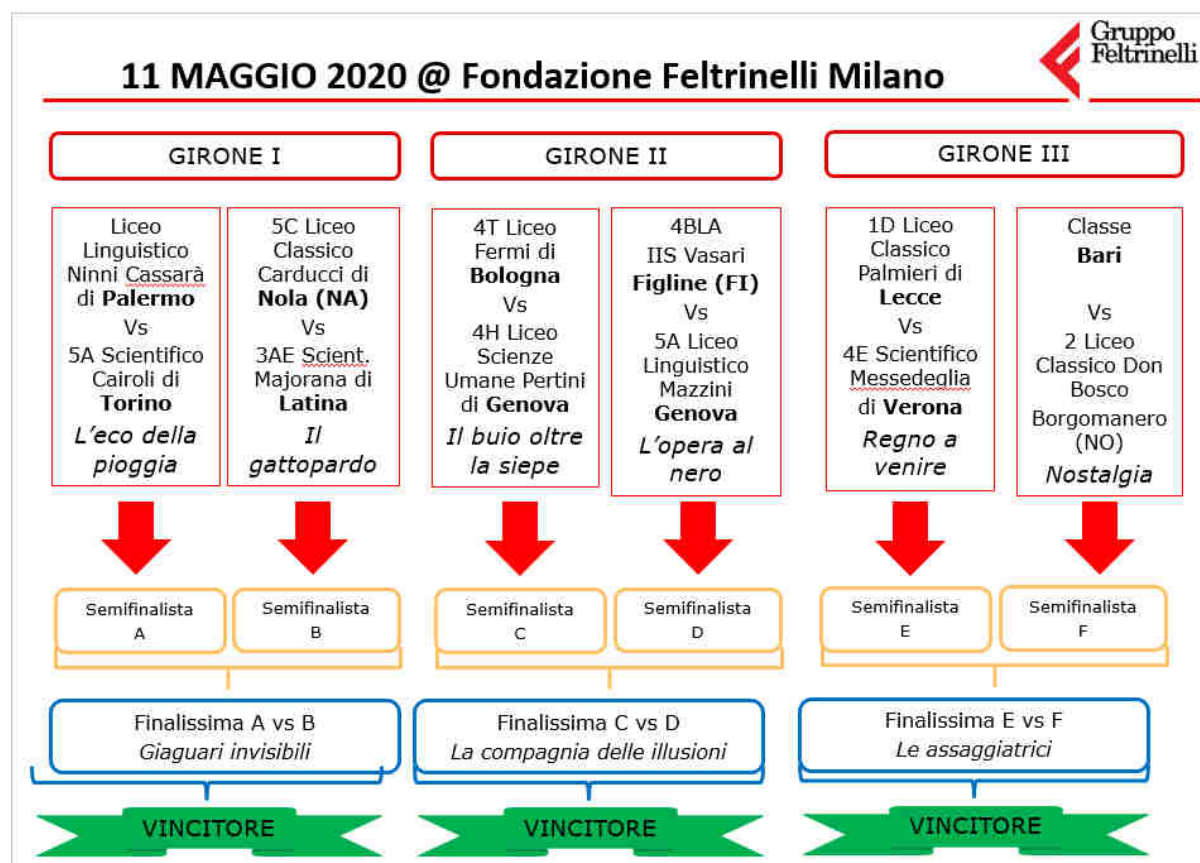 Gruppo
Feltrinelli
11 MAGGIO 2020 @ Fondazione Feltrinelli Milano
GIRONE I
GIRONE II
GIRONE III
Liceo
Linguistico
Ninni Cassarà
di Palermo
Vs
5A Scientifico
Cairoli di
Torino
L'eco della
pioggia
5C Liceo
Classico
Carducci di
Nola (NA)
Vs
3AE Scient.
Majorana di
Latina
Il
gattopardo
4T Liceo
Fermi di
Bologna
Vs
4H Liceo
Scienze
Umane Pertini
di Genova
Il buio oltre
la siepe
4BLA
IIS Vasari
Figline (FI)
Vs
5A Liceo
Linguistico
Mazzini
Genova
L'opera al
nero
1D Liceo
Classico
Palmieri di
Lecce
Vs
4E Scientifico
Messedeglia
di Verona
Regno a
venire
Classe
Bari
Vs
2 Liceo
Classico Don
Bosco
Borgomanero
(NO)
Nostalgia
Semifinalista
A
Semifinalista
B
Semifinalista
C
Semifinalista
D
Semifinalista
E
Semifinalista
F
Finalissima A vs B
Giaguari invisibili
Finalissima C vs D
La compagnia delle illusioni
Finalissima E vs F
Le assaggiatrici
VINCITORE
VINCITORE
VINCITORE